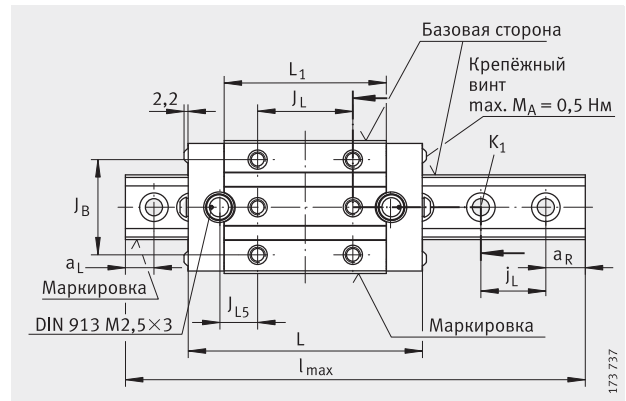 Базовая сторона
L1
Крепёжный
винт
max. MA = 0,5 Нм
2,2
JL
K1
JB
aL
aR
jL
Маркировка
JL5
DIN 913 M2,5×3
Маркировка
L
lmax
173 737